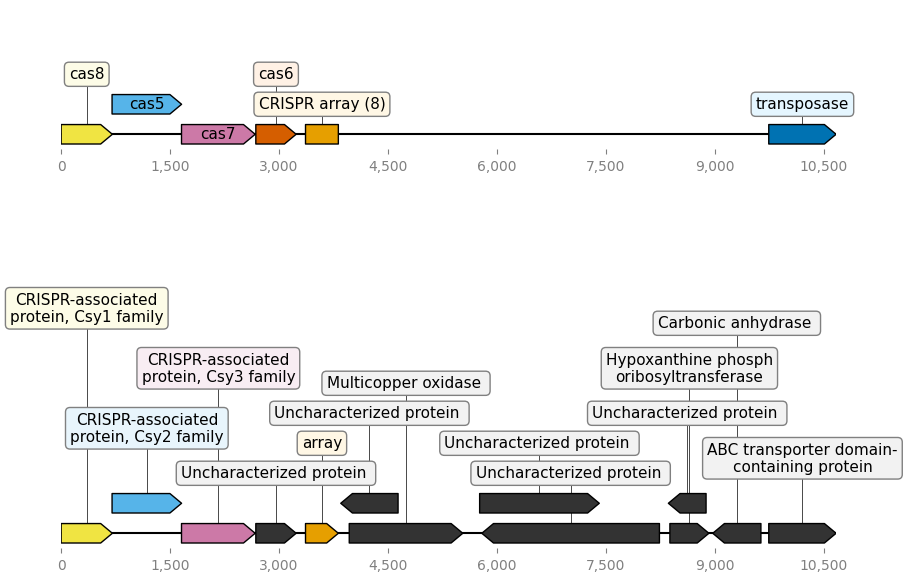 cas8
cas6
cas5
CRISPR array (8)
transposase
cas7
0
1,500
3,000
4,500
6,000
7,500
9,000
10,500
CRISPR-associated
protein, Csy1 family
Carbonic anhydrase
CRISPR-associated
protein, Csy3 family
Hypoxanthine phosph
oribosyltransferase
Multicopper oxidase
Uncharacterized protein
Uncharacterized protein
CRISPR-associated
protein, Csy2 family
array
Uncharacterized protein
ABC transporter domain-
containing protein
Uncharacterized protein
Uncharacterized protein
0
1,500
3,000
4,500
6,000
7,500
9,000
10,500